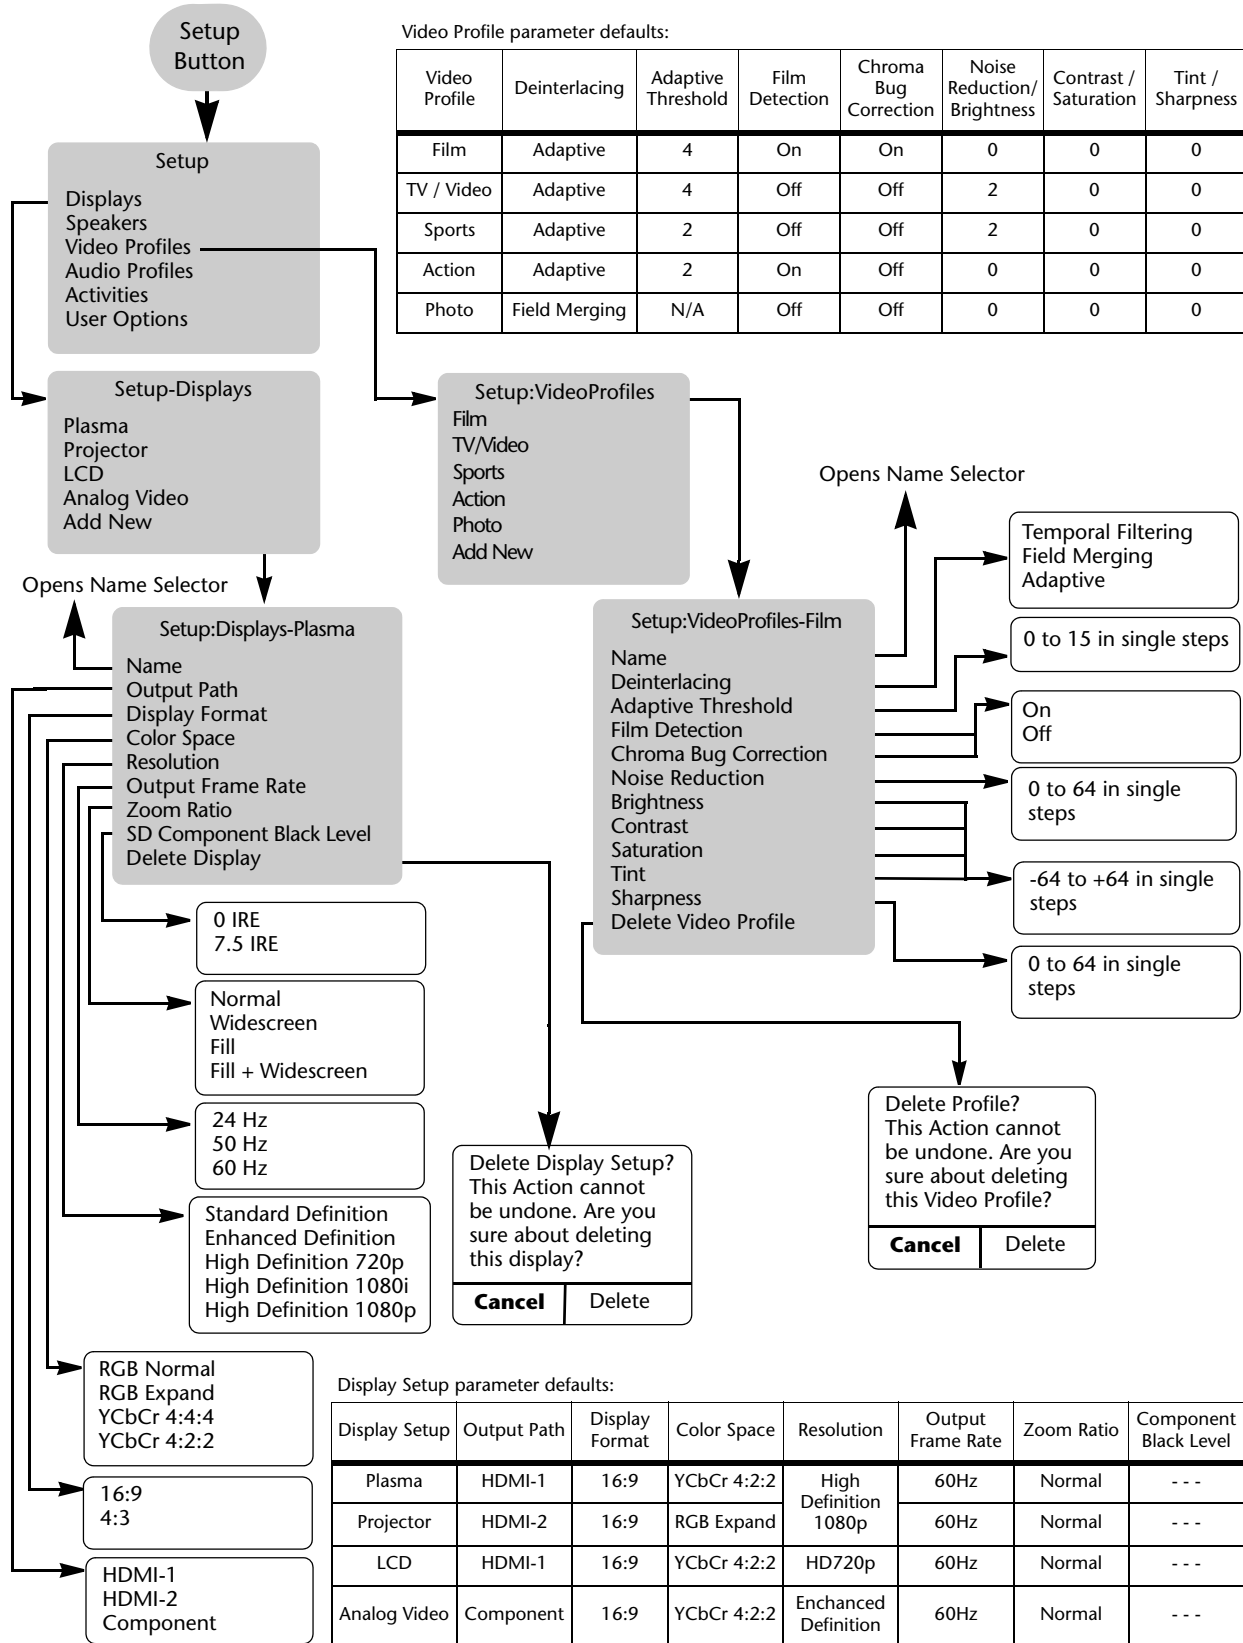 Setup
Button
Video Profile parameter defaults:
Video
Profile
Deinterlacing
Adaptive
Threshold
Film
Detection
Chroma
Bug
Correction
Noise
Reduction/
Brightness
Contrast /
Saturation
Tint /
Sharpness
Film Adaptive 4 On On 0 0 0
TV / Video Adaptive 4 Off Off 2 0 0
Sports Adaptive 2 Off Off 2 0 0
Action Adaptive 2 On Off 0 0 0
Photo Field Merging N/A Off Off 0 0 0
Setup
Displays
Speakers
Video Profiles
Audio Profiles
Activities
User Options
Setup-Displays
Plasma
Projector
LCD
Analog Video
Add New
Setup:VideoProfiles
Film
TV/Video
Sports
Action
Photo
Add New
Opens Name Selector
Temporal Filtering
Field Merging
Adaptive
Opens Name Selector
Setup:Displays-Plasma
Name
Output Path
Display Format
Color Space
Resolution
Output Frame Rate
Zoom Ratio
SD Component Black Level
Delete Display
Setup:VideoProfiles-Film
Name
Deinterlacing
Adaptive Threshold
Film Detection
Chroma Bug Correction
Noise Reduction
Brightness
Contrast
Saturation
Tint
Sharpness
Delete Video Profile
0 to 15 in single steps
On
Off
0 to 64 in single
steps
-64 to +64 in single
steps
0 to 64 in single
steps
0 IRE
7.5 IRE
Normal
Widescreen
Fill
Fill + Widescreen
24 Hz
50 Hz
60 Hz
Standard Definition
Enhanced Definition
High Definition 720p
High Definition 1080i
High Definition 1080p
Delete Display Setup?
This Action cannot
be undone. Are you
sure about deleting
this display?
Cancel Delete
Delete Profile?
This Action cannot
be undone. Are you
sure about deleting
this Video Profile?
Cancel Delete
RGB Normal
RGB Expand
YCbCr 4:4:4
YCbCr 4:2:2
16:9
4:3
HDMI-1
HDMI-2
Component
Display Setup parameter defaults:
Display Setup
Output Path
Display
Format
Color Space
Resolution
Output
Frame Rate
Zoom Ratio
Component
Black Level
Plasma HDMI-1 16:9 YCbCr 4:2:2 High Definition 1080p 60Hz Normal - - -
Projector HDMI-2 16:9 RGB Expand 60Hz Normal - - -
LCD HDMI-1 16:9 YCbCr 4:2:2 HD720p 60Hz Normal - - -
Analog Video Component 16:9 YCbCr 4:2:2 Enchanced Definition 60Hz Normal - - -